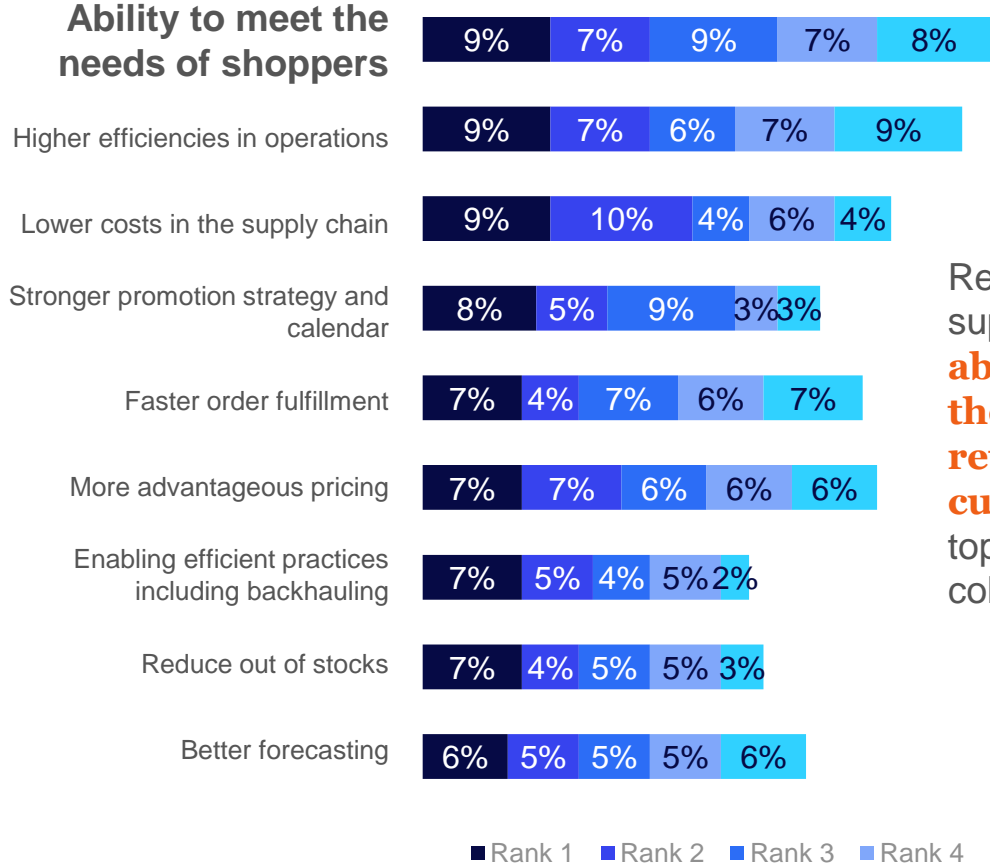 Ability to meet the
needs of shoppers
9% 7% 9% 7% 8%
Higher efficiencies in operations
9% 7% 6% 7% 9%
Lower costs in the supply chain
9% 10% 4% 6% 4%
Stronger promotion strategy and
calendar
8% 5% 9% 3% 3%
Faster order fulfillment
7% 4% 7% 6% 7%
More advantageous pricing
7% 7% 6% 6% 6%
Enabling efficient practices
including backhauling
7% 5% 4% 5% 2%
Reduce out of stocks
7% 4% 5% 5% 3%
Better forecasting
6% 5% 5% 5% 6%
Rank 1 Rank 2 Rank 3 Rank 4